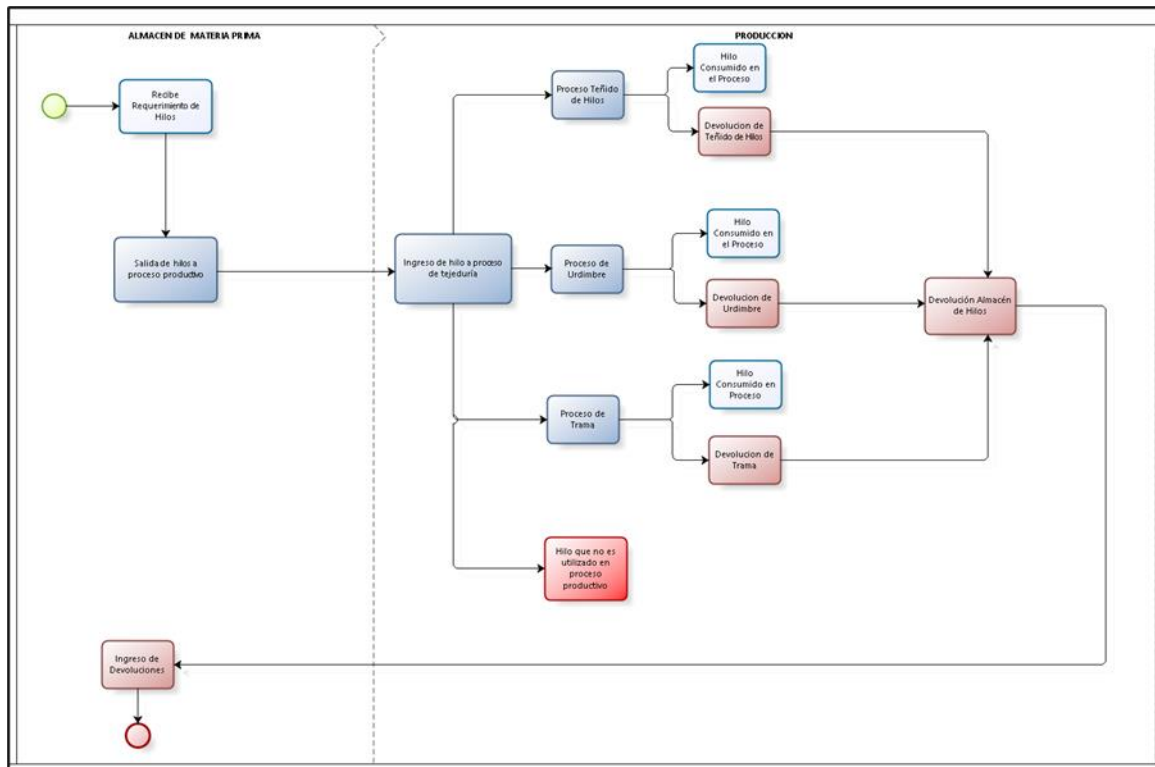 ALMACEN DE MATERIA PRIMA
PRODUCCION
Recibe
Requerimiento de
Hilos
Salida de hilos a
proceso productivo
Ingreso de hilo a proceso
de tejeduría
Proceso Teñido
de Hilos
Hilo
Consumido en
el Proceso
Devolucion de
Teñido de Hilos
Proceso de
Urdimbre
Hilo
Consumido en
el Proceso
Devolucion de
Urdimbre
Devolución Almacén
de Hilos
Proceso de
Trama
Hilo
Consumido en
Proceso
Devolucion de
Trama
Hilo que no es
utilizado en
proceso
productivo
Ingreso de
Devoluciones